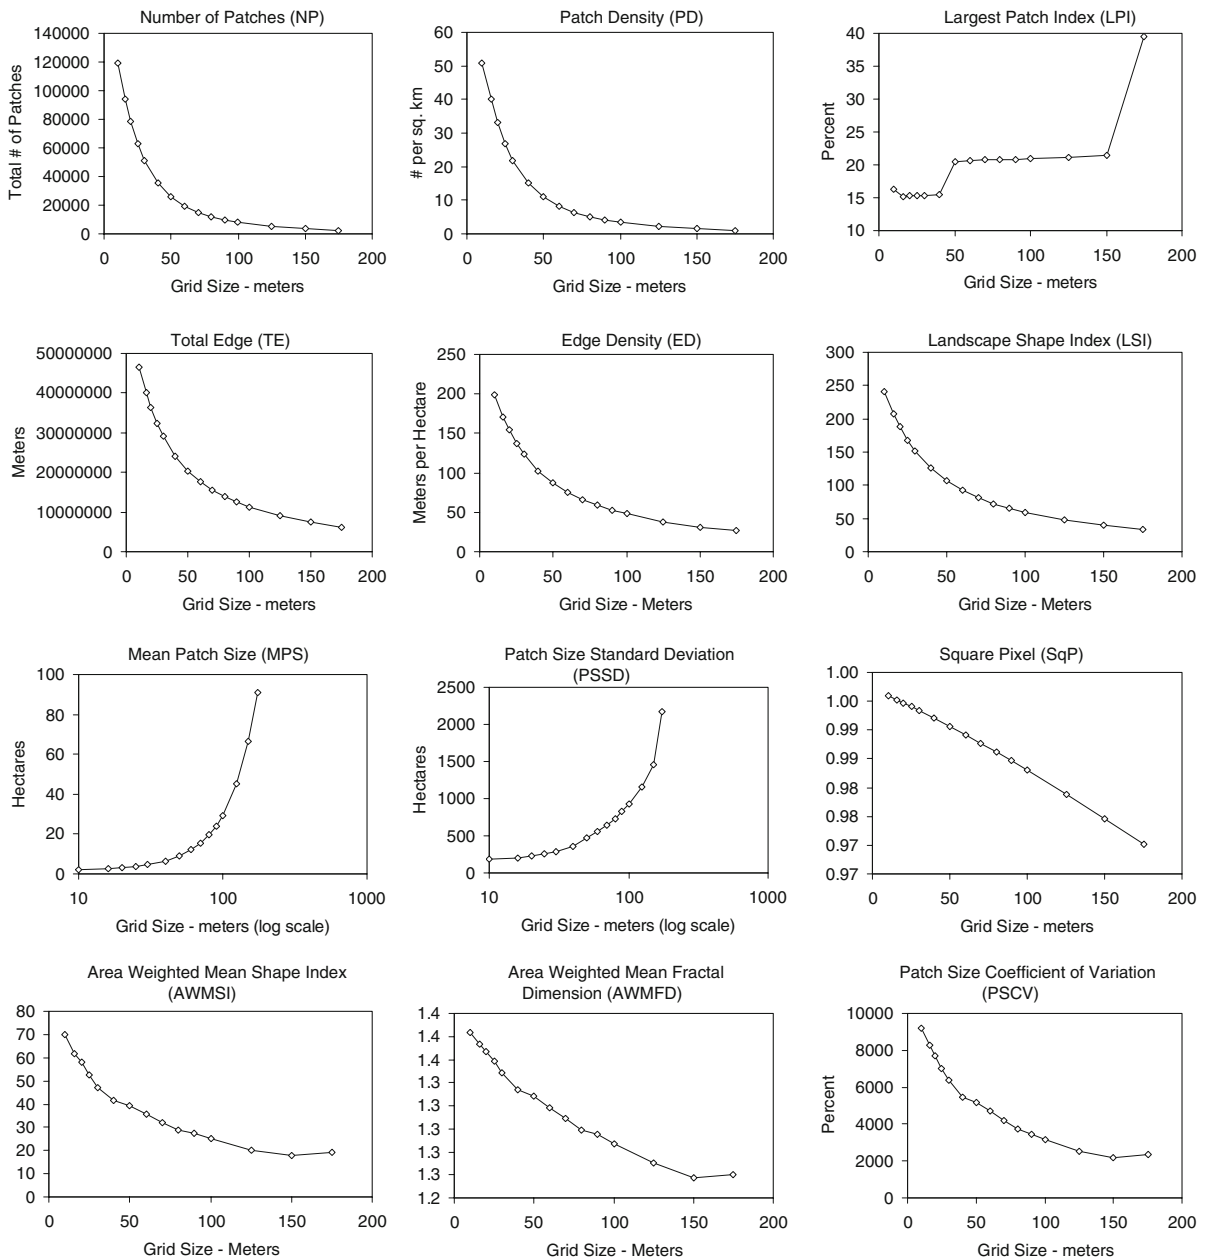 Number of Patches (NP)
140000
120000
100000
80000
60000
40000
20000
0
Total # of Patches
0 50 100 150 200
Grid Size - meters
Patch Density (PD)
60
50
40
30
20
10
0
# per sq. km
0 50 100 150 200
Grid Size - meters
Largest Patch Index (LPI)
40
35
30
25
20
15
10
Percent
0 50 100 150 200
Grid Size - meters
Total Edge (TE)
50000000
40000000
30000000
20000000
10000000
0
Meters
0 50 100 150 200
Grid Size - meters
Edge Density (ED)
250
200
150
100
50
0
Meters per Hectare
0 50 100 150 200
Grid Size - Meters
Landscape Shape Index (LSI)
300
250
200
150
100
50
0
0 50 100 150 200
Grid Size - Meters
Mean Patch Size (MPS)
100
80
60
40
20
0
Hectares
10 100 1000
Grid Size - meters (log scale)
Patch Size Standard Deviation
(PSSD)
2500
2000
1500
1000
500
0
Hectares
10 100 1000
Grid Size - meters (log scale)
Square Pixel (SqP)
1.00
1.00
0.99
0.99
0.98
0.98
0.97
0.97
0 50 100 150 200
Grid Size - meters
Area Weighted Mean Shape Index
(AWMSI)
80
70
60
50
40
30
20
10
0
0 50 100 150 200
Grid Size - Meters
Area Weighted Mean Fractal
Dimension (AWMFD)
1.4
1.4
1.4
1.3
1.3
1.3
1.3
1.3
1.2
0 50 100 150 200
Grid Size - Meters
Patch Size Coefficient of Variation
(PSCV)
10000
8000
6000
4000
2000
0
Percent
0 50 100 150 200
Grid Size - Meters